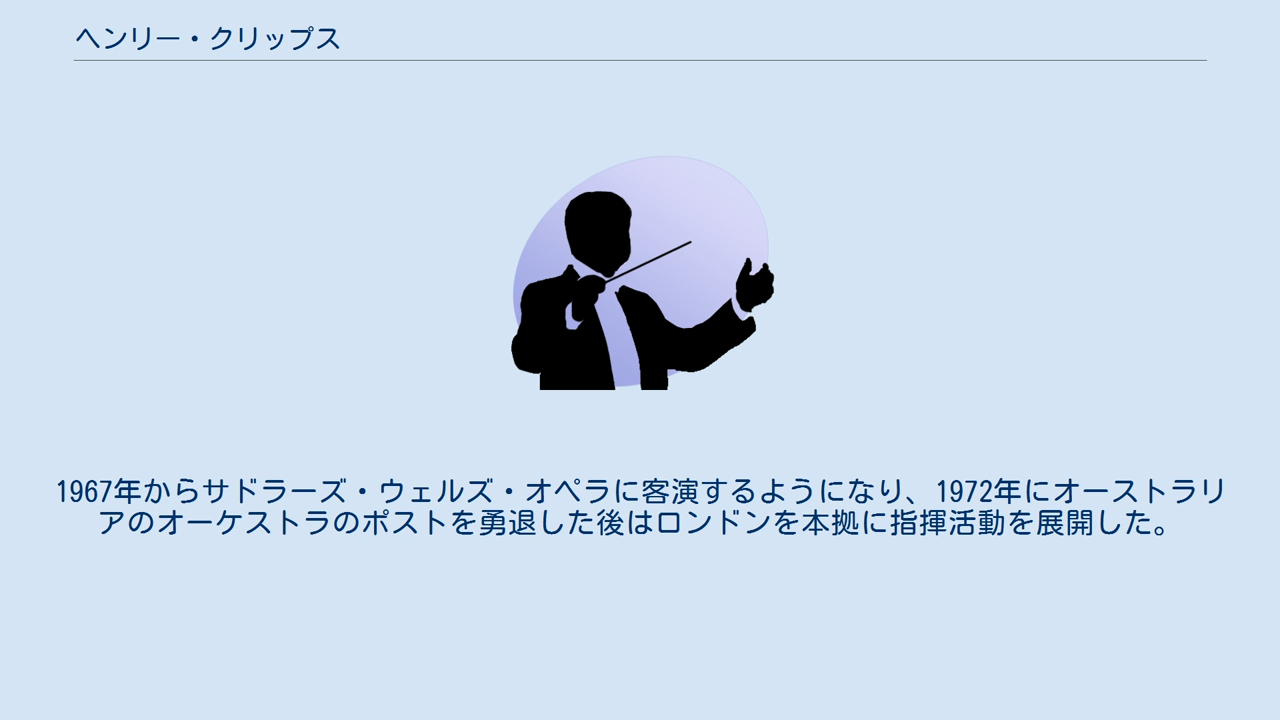 ヘンリー・クリップス
1967年からサドラーズ・ウェルズ・オペラに客演するようになり、1972年にオーストラリ
アのオーケストラのポストを勇退した後はロンドンを本拠に指揮活動を展開した。